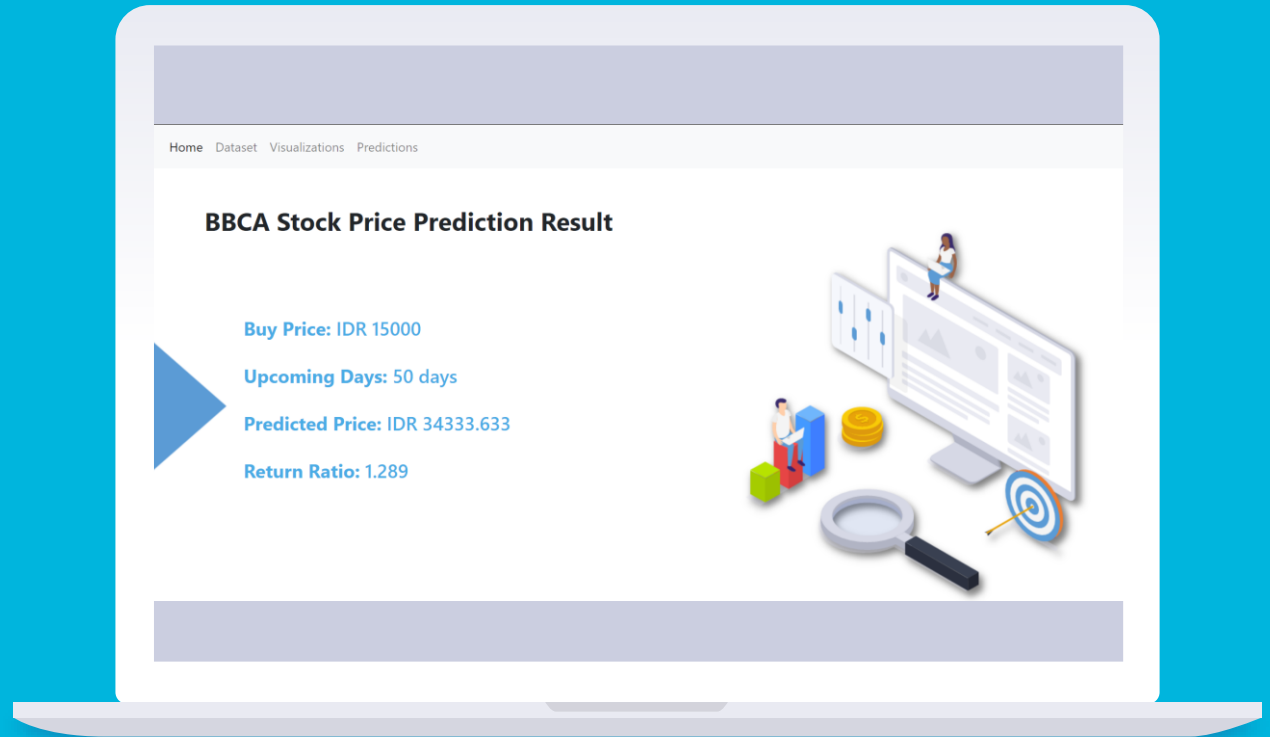 Home Dataset Visualizations Predictions
BBCA Stock Price Prediction Result
Buy Price: IDR 15000
Upcoming Days: 50 days
Predicted Price: IDR 34333.633
Return Ratio: 1.289